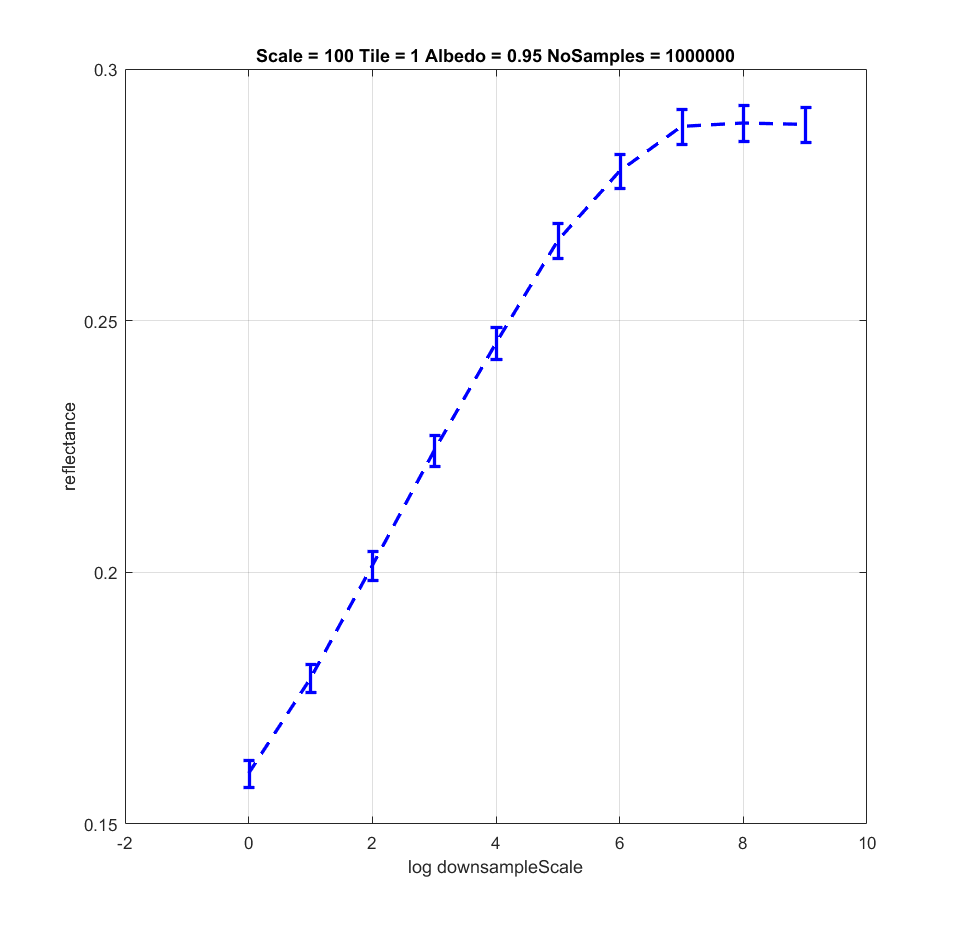 Scale = 100 Tile = 1 Albedo = 0.95 NoSamples = 1000000
0.3
0.25
0.2
0.15
reflectance
-2 0 2 4 6 8 10
log downsampleScale